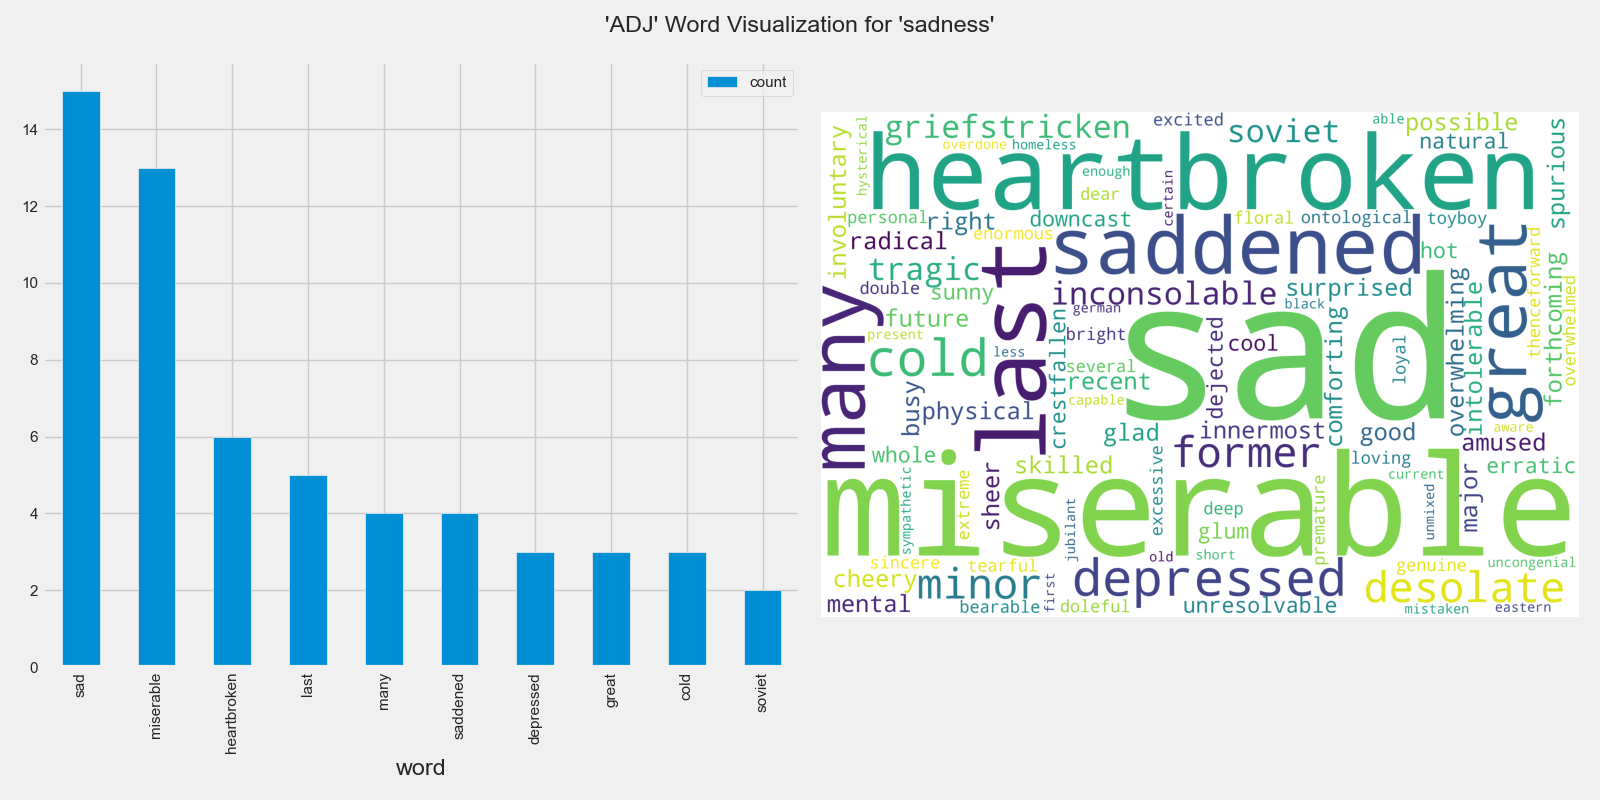 'ADJ' Word Visualization for 'sadness'
count
14
12
10
8
6
4
2
0
sad
miserable
heartbroken
last
many
saddened
depressed
great
cold
soviet
word
involuntary
hysterical
griefstricken
overdone
homeless
excited
soviet
able
possible
natural
spurious
heartbroken
enough
dear
certain
personal
right
downcast
floral
ontological
toyboy
radical
enormous
saddened
hot
great
thenceforward
tragic
last
double
sunny
inconsolable
surprised
overwhelming
intolerable
forthcoming
overwhelmed
many
future
german
black
sad
present
cold
less
crestfallen
bright
dejected
cool
comforting
loyal
several
recent
busy
physical
capable
glad
innermost
good
aware
amused
former
whole
skilled
loving
current
erratic
miserable
sympathetic
extreme
sheer
jubilant
excessive
deep
glum
premature
unmixed
major
sincere
tearful
old
short
genuine
uncongenial
cheery
minor
first
depressed
desolate
mental
bearable
doleful
unresolvable
mistaken
eastern